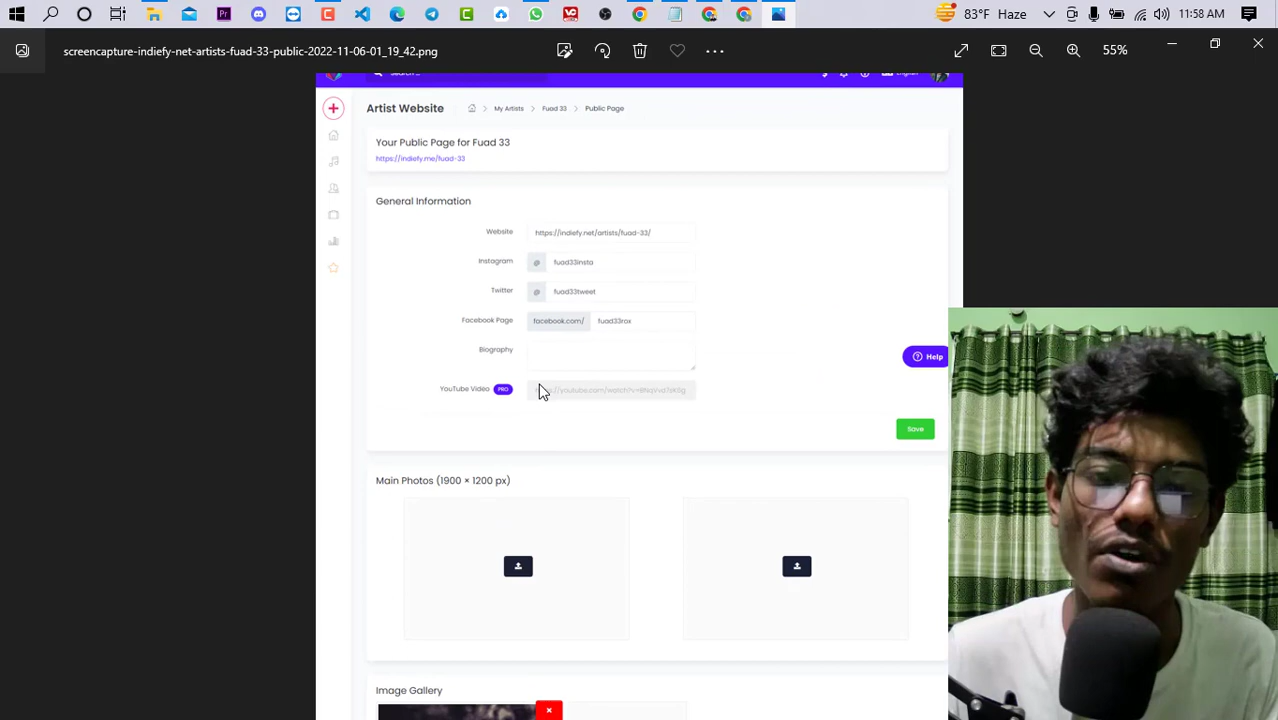 83°F Haze
11:58 AM
screencapture-indiefy-net-artists-fuad-33-public-2022-11-06-01_19_42.png
55%
Search ...
English
Artist Website
My Artists
Fuad 33
Public Page
Your Public Page for Fuad 33
https://indiefy.me/fuad-33
General Information
Website
https://indiefy.net/artists/fuad-33/
Instagram
@
fuad33insta
Twitter
@
fuad33tweet
Facebook Page
facebook.com/
fuad33rox
Biography
YouTube Video
PRO
Help
Save
Main Photos (1900 × 1200 px)
Image Gallery